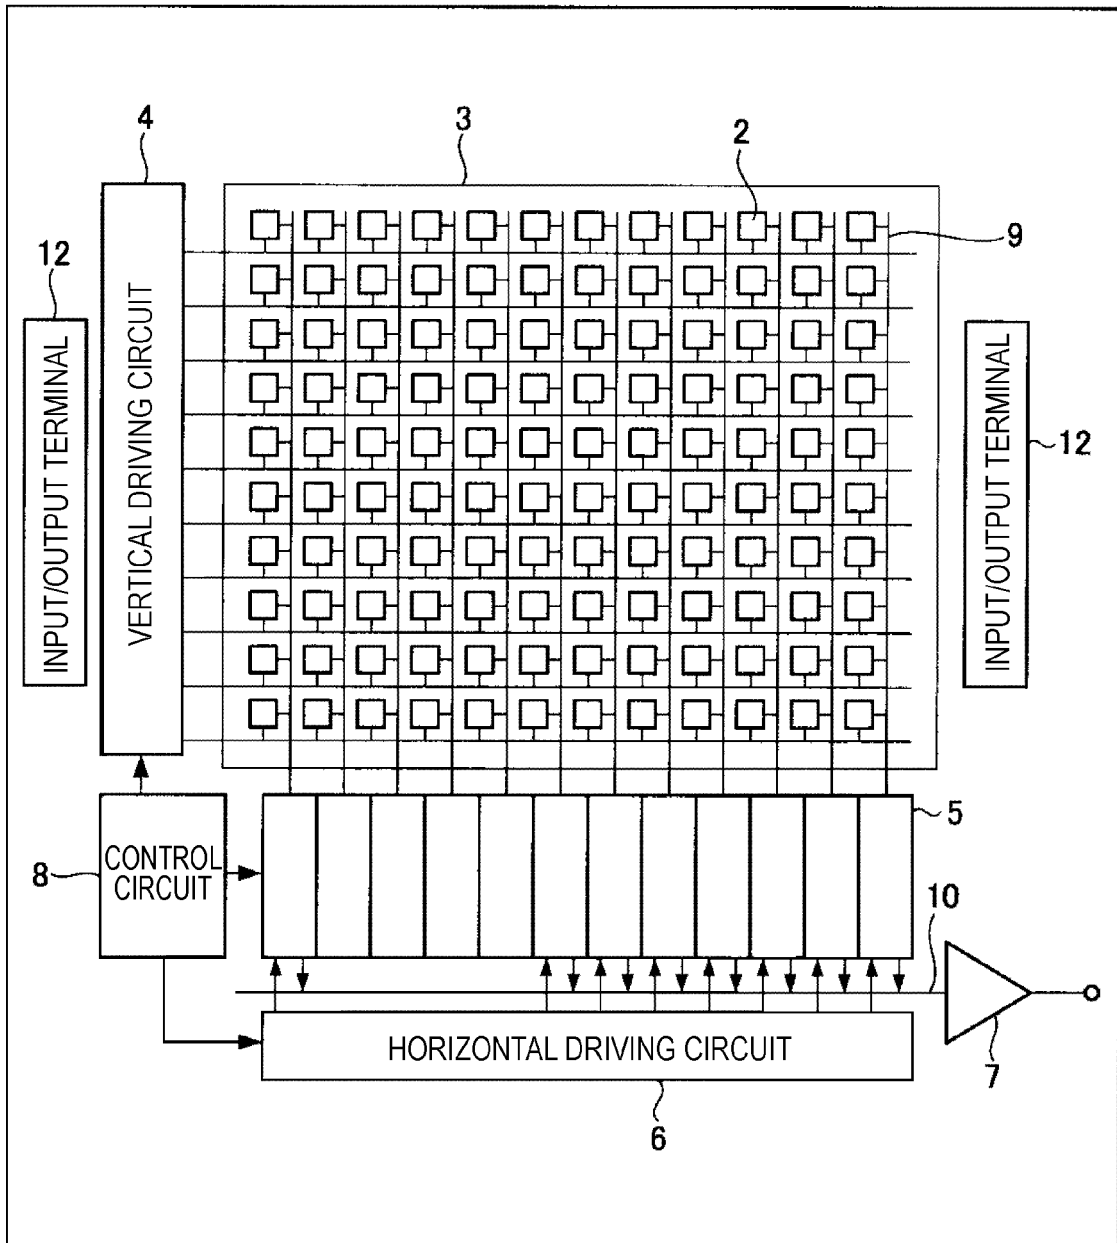 4
3
2
9
12
INPUT/OUTPUT TERMINAL
VERTICAL DRIVING CIRCUIT
INPUT/OUTPUT TERMINAL
12
5
8
CONTROL
CIRCUIT
10
HORIZONTAL DRIVING CIRCUIT
7
6